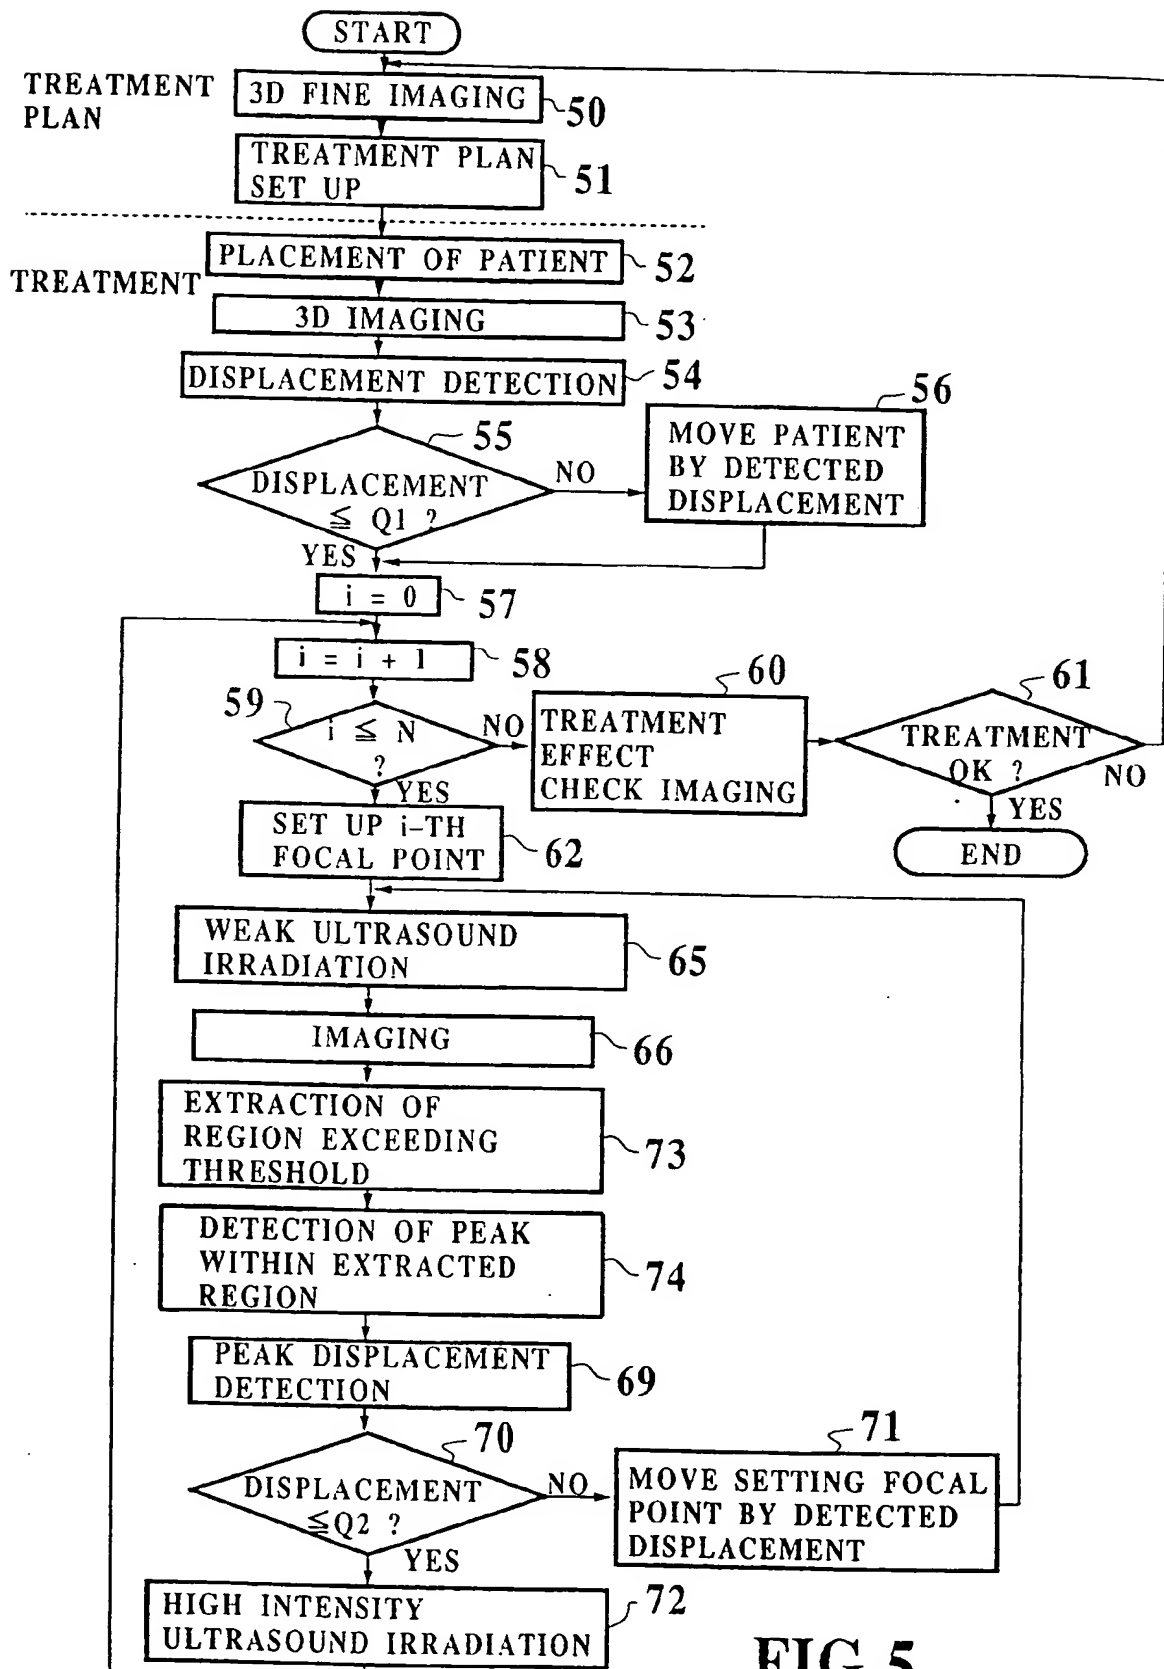 START
TREATMENT
PLAN
3D FINE IMAGING
50
TREATMENT PLAN
SET UP
51
PLACEMENT OF PATIENT
52
TREATMENT
3D IMAGING
53
DISPLACEMENT DETECTION
54
55
DISPLACEMENT
≦ Q1 ?
NO
YES
56
MOVE PATIENT
BY DETECTED
DISPLACEMENT
i = 0
57
i = i + 1
58
59
i ≦ N
?
NO
YES
60
TREATMENT
EFFECT
CHECK IMAGING
61
TREATMENT
OK ?
NO
YES
END
SET UP i-TH
FOCAL POINT
62
WEAK ULTRASOUND
IRRADIATION
65
IMAGING
66
EXTRACTION OF
REGION EXCEEDING
THRESHOLD
73
DETECTION OF PEAK
WITHIN EXTRACTED
REGION
74
PEAK DISPLACEMENT
DETECTION
69
70
DISPLACEMENT
≦Q2 ?
NO
YES
71
MOVE SETTING FOCAL
POINT BY DETECTED
DISPLACEMENT
HIGH INTENSITY
ULTRASOUND IRRADIATION
72
FIG.5